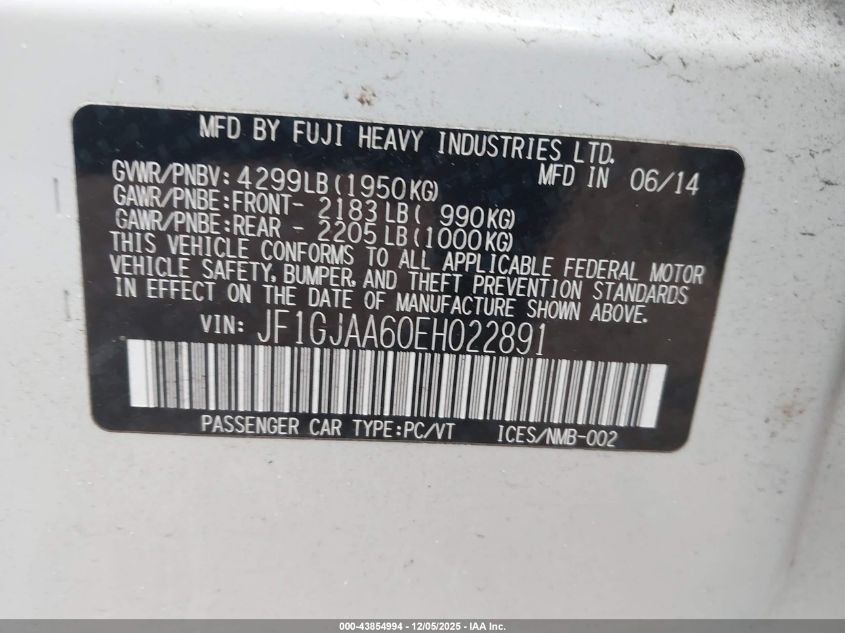 MFD BY FUJI HEAVY INDUSTRIES LTD.
GVWR/PNBV: 4299LB(1950KG) MFD IN 06/14
GAWR/PNBE:FRONT- 2183LB( 990KG)
GAWR/PNBE:REAR - 2205LB(1000KG)
THIS VEHICLE CONFORMS TO ALL APPLICABLE FEDERAL MOTOR
VEHICLE SAFETY, BUMPER, AND THEFT PREVENTION STANDARDS
IN EFFECT ON THE DATE OF MANUFACTURE SHOWN ABOVE.
VIN: JF1GJAA60EH022891
PASSENGER CAR TYPE:PC/VT ICES/NMB-002
000-43854994 | 12/05/2025 - IAA Inc.